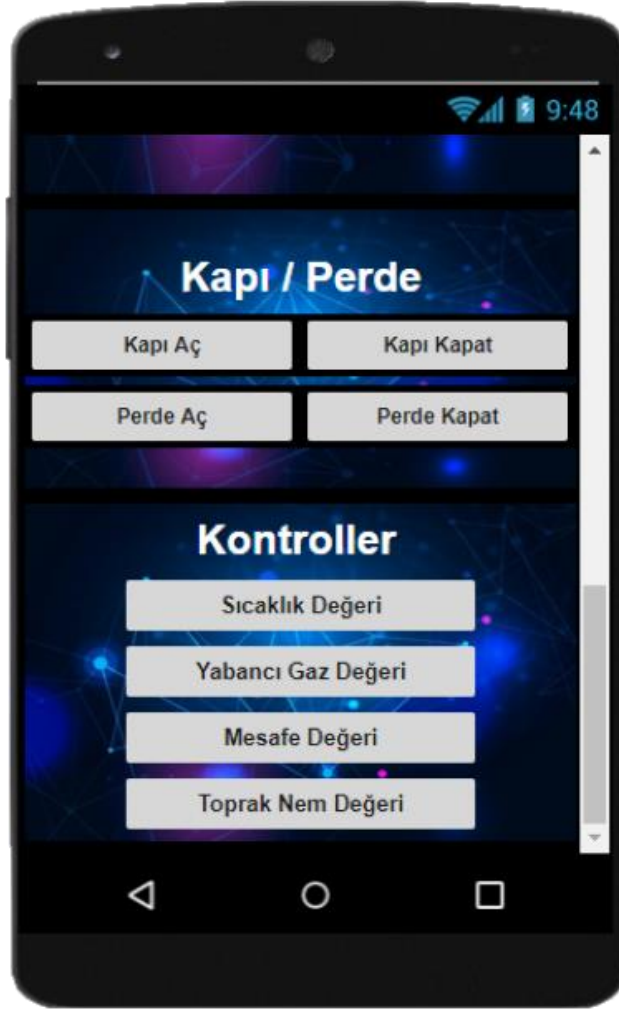 9:48
Kapı / Perde
Kapı Aç Kapı Kapat
Perde Aç Perde Kapat
Kontroller
Sıcaklık Değeri
Yabancı Gaz Değeri
Mesafe Değeri
Toprak Nem Değeri